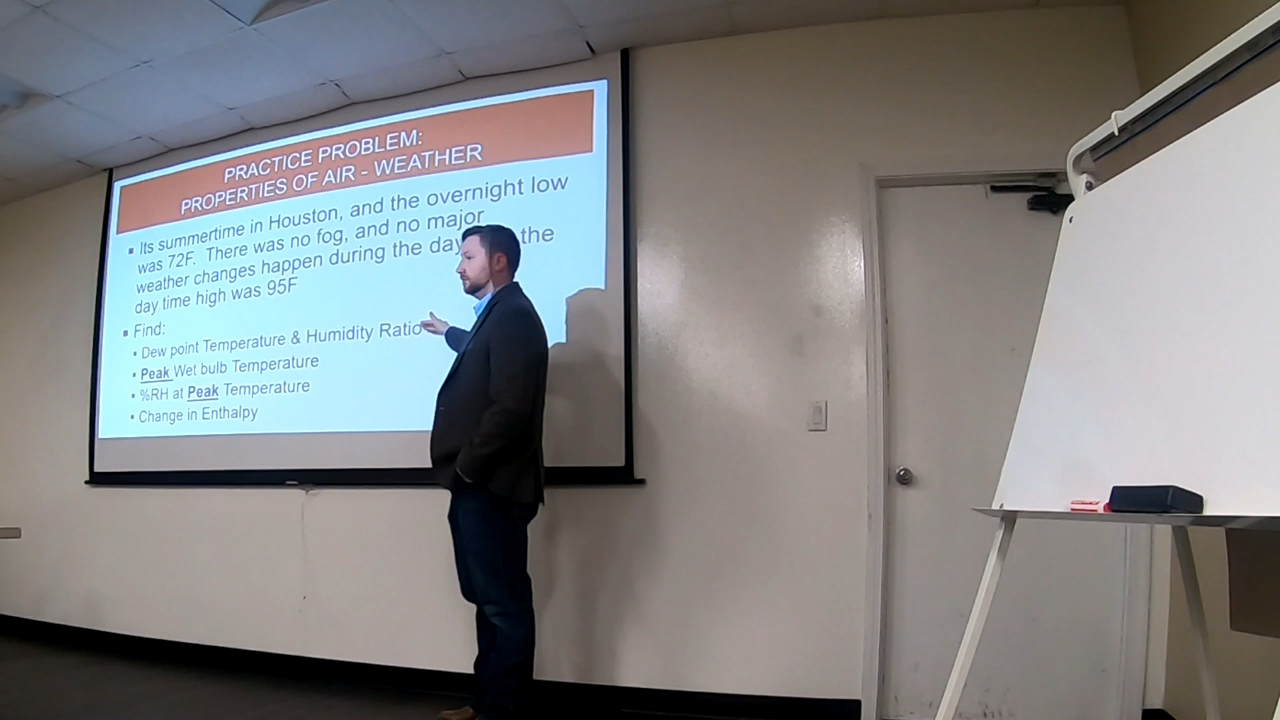 PRACTICE PROBLEM:
PROPERTIES OF AIR - WEATHER
▪ Its summertime in Houston, and the overnight low
was 72F. There was no fog, and no major
weather changes happen during the day the
day time high was 95F
▪ Find:
• Dew point Temperature & Humidity Ratio
• Peak Wet bulb Temperature
• %RH at Peak Temperature
• Change in Enthalpy